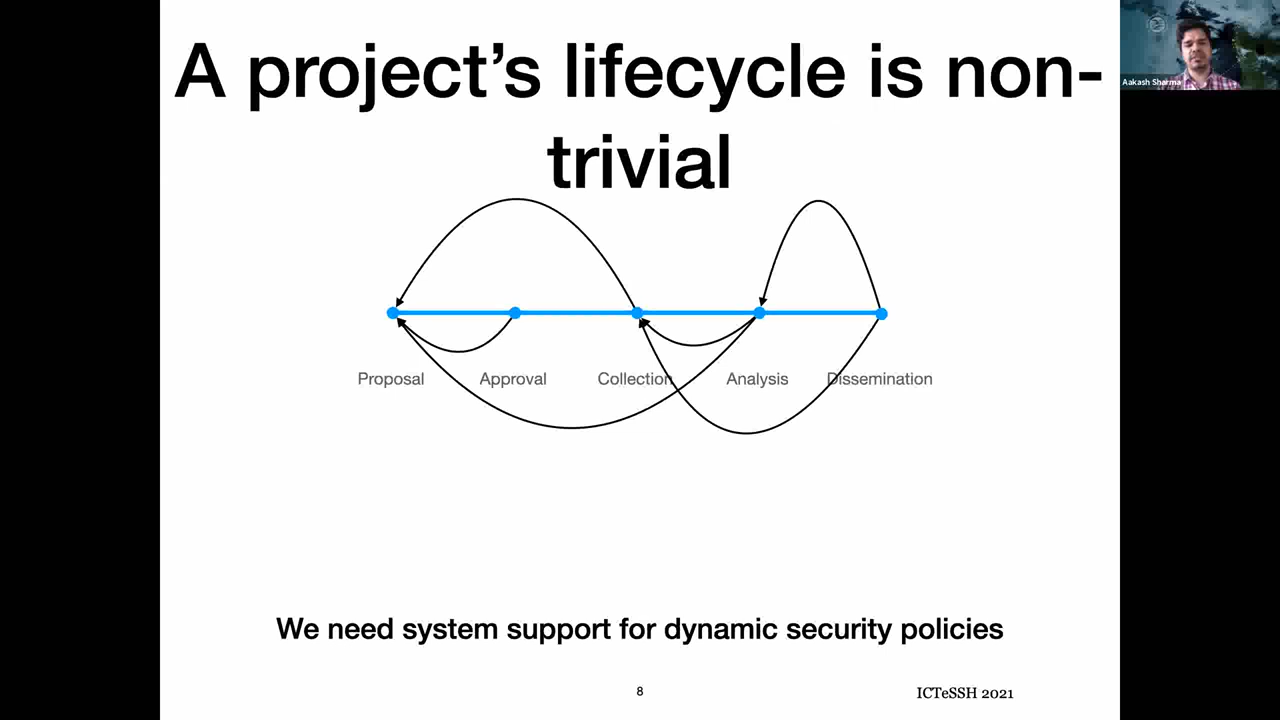 A project’s lifecycle is non-
trivial
Aakash Sharma
Proposal Approval Collection Analysis Dissemination
We need system support for dynamic security policies
8
ICTeSSH 2021